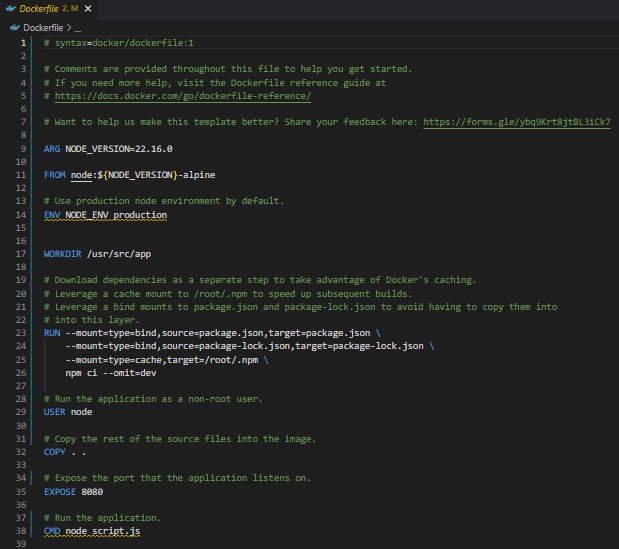 Dockerfile 2, M
Dockerfile > ...
1 # syntax=docker/dockerfile:1
2
3 # Comments are provided throughout this file to help you get started.
4 # If you need more help, visit the Dockerfile reference guide at
5 # https://docs.docker.com/go/dockerfile-reference/
6
7 # Want to help us make this template better? Share your feedback here: https://forms.gle/ybq9Krt8jtBL3iCk7
8
9 ARG NODE_VERSION=22.16.0
10
11 FROM node:${NODE_VERSION}-alpine
12
13 # Use production node environment by default.
14 ENV NODE_ENV production
15
16
17 WORKDIR /usr/src/app
18
19 # Download dependencies as a separate step to take advantage of Docker's caching.
20 # Leverage a cache mount to /root/.npm to speed up subsequent builds.
21 # Leverage a bind mounts to package.json and package-lock.json to avoid having to copy them into
22 # into this layer.
23 RUN --mount=type=bind,source=package.json,target=package.json \
24     --mount=type=bind,source=package-lock.json,target=package-lock.json \
25     --mount=type=cache,target=/root/.npm \
26     npm ci --omit=dev
27
28 # Run the application as a non-root user.
29 USER node
30
31 # Copy the rest of the source files into the image.
32 COPY . .
33
34 # Expose the port that the application listens on.
35 EXPOSE 8080
36
37 # Run the application.
38 CMD node script.js
39